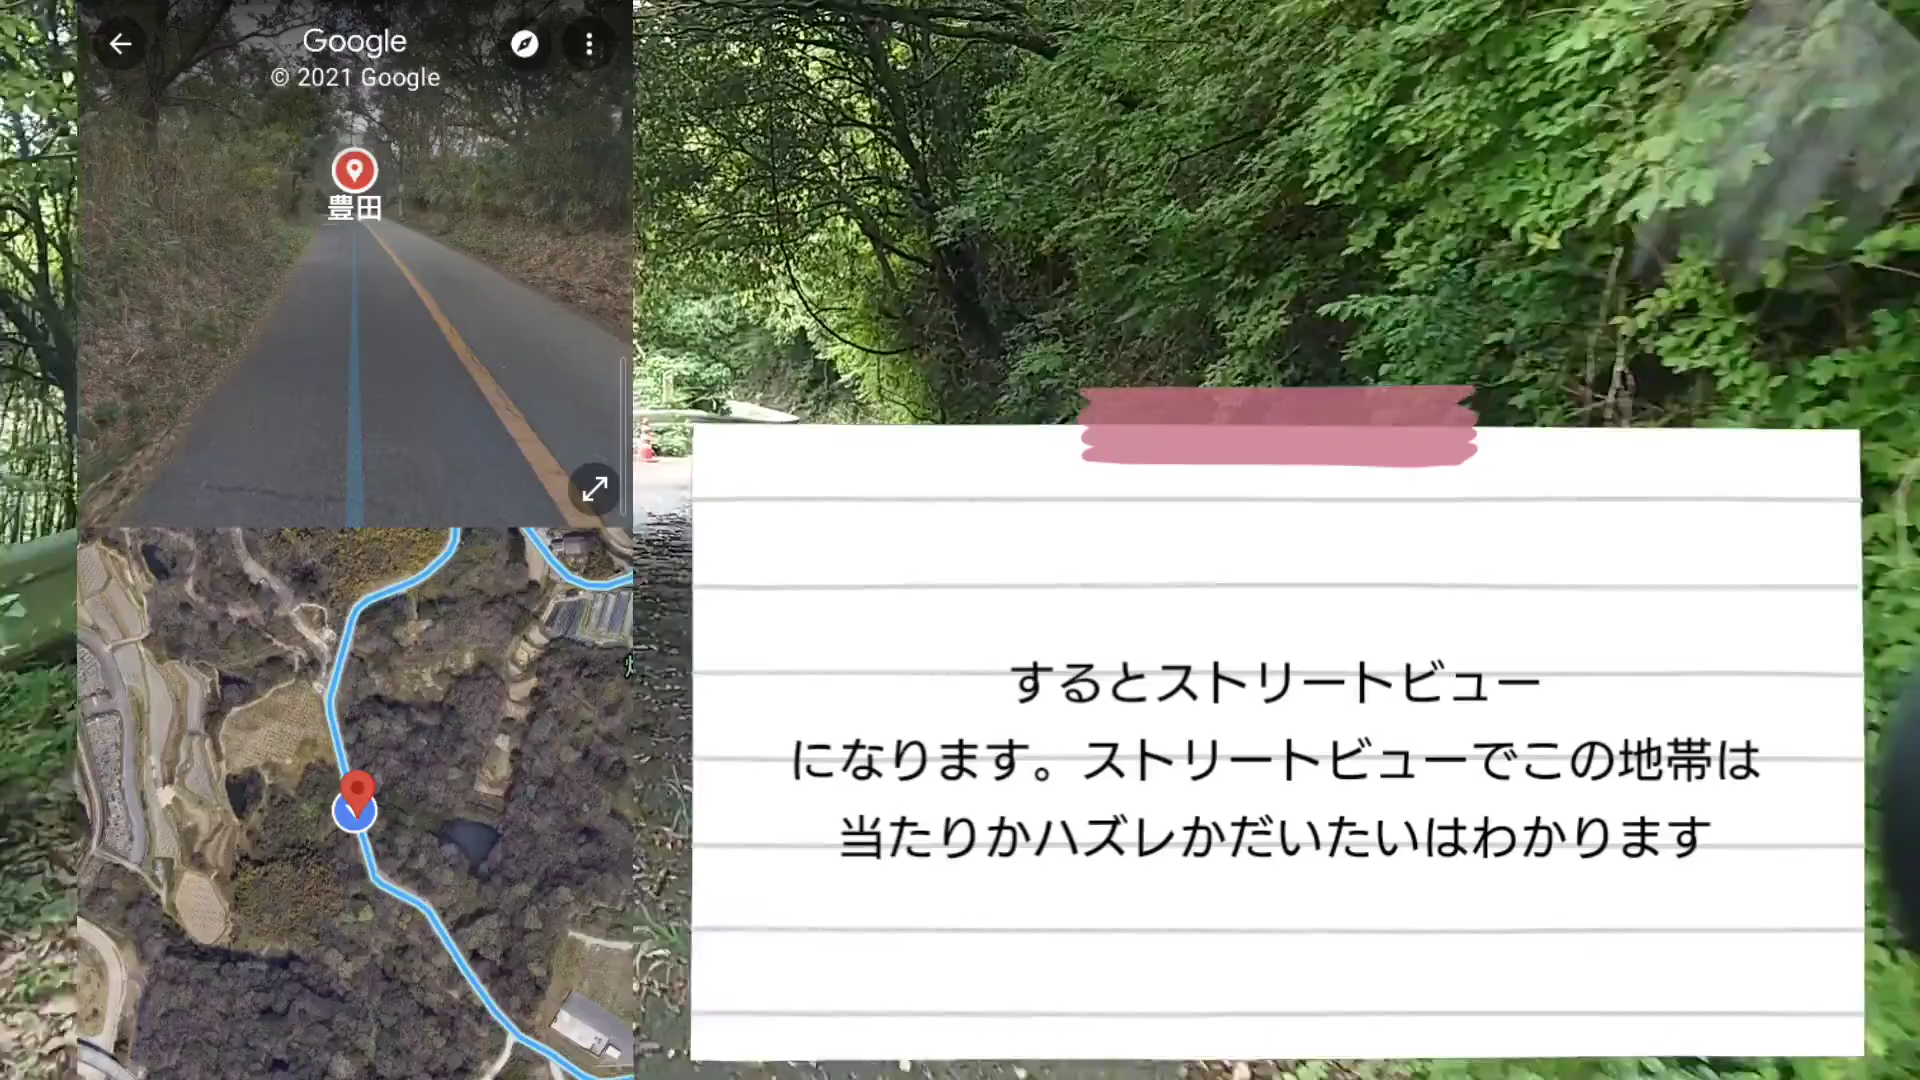 Google
© 2021 Google
豊田
するとストリートビュー
になります。ストリートビューでこの地帯は
当たりかハズレかだいたいはわかります